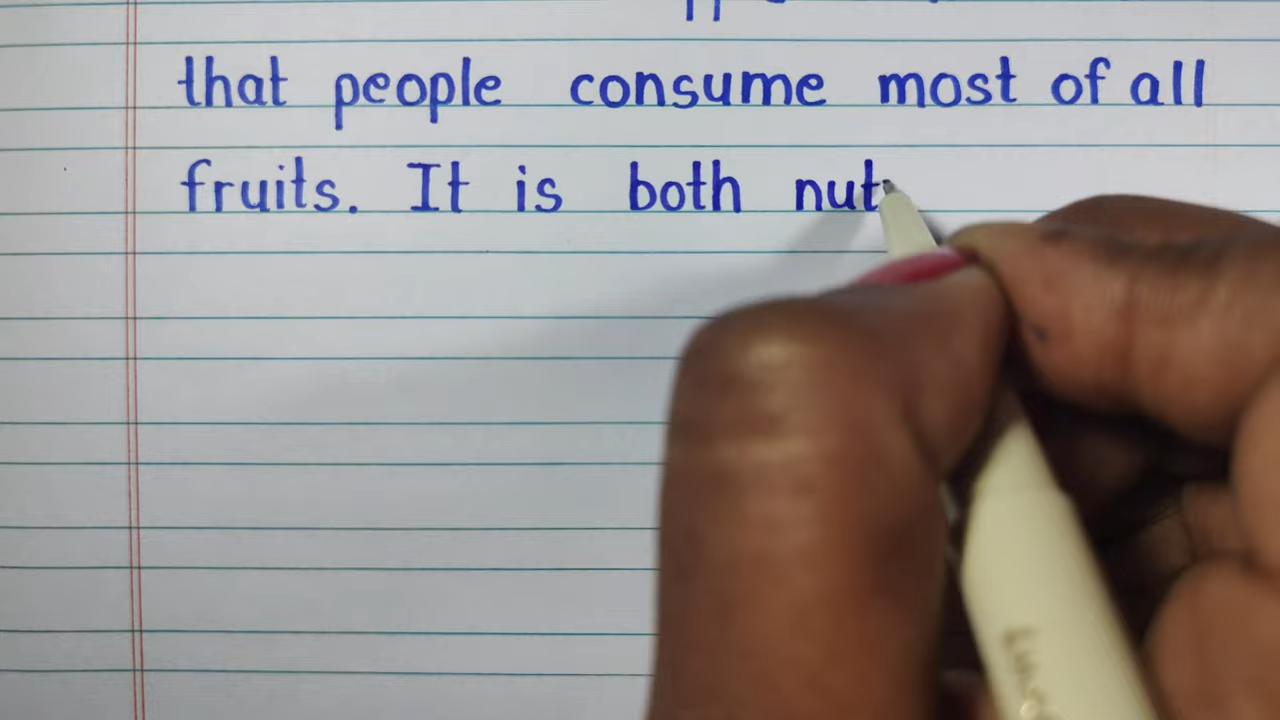 that people consume most of all
fruits. It is both nut